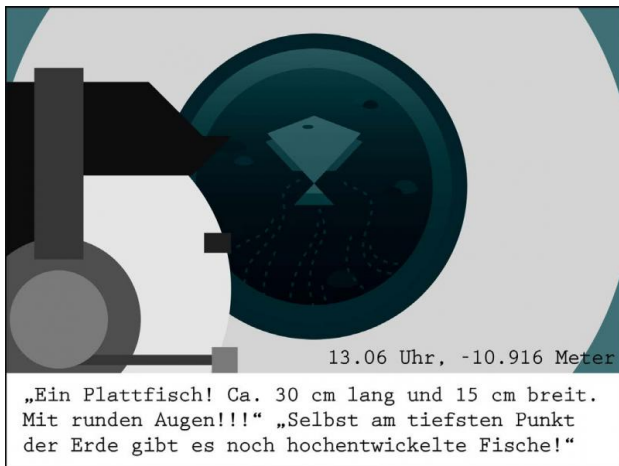 13.06 Uhr, -10.916 Meter
„Ein Plattfisch! Ca. 30 cm lang und 15 cm breit.
Mit runden Augen!!!“ „Selbst am tiefsten Punkt
der Erde gibt es noch hochentwickelte Fische!“